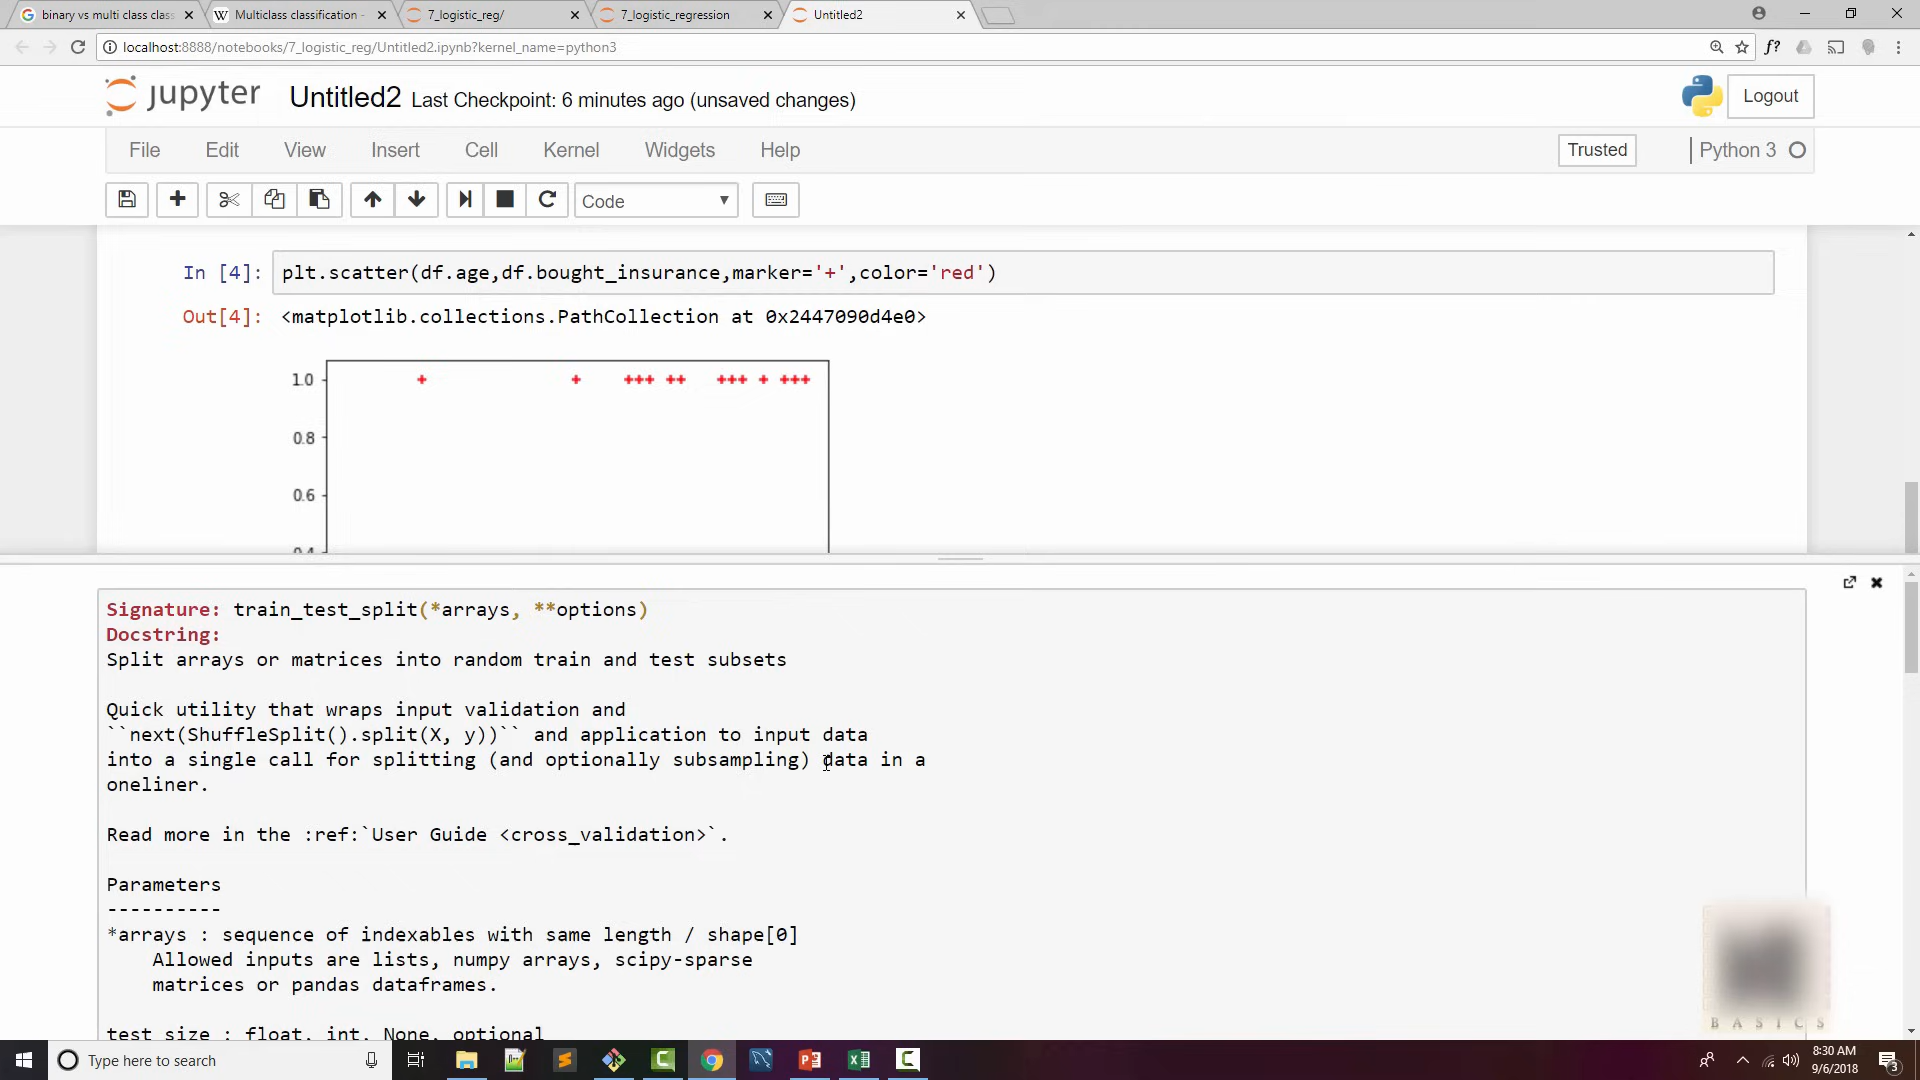 binary vs multi class class
Multiclass classification -
7_logistic_reg/
7_logistic_regression
Untitled2
localhost:8888/notebooks/7_logistic_reg/Untitled2.ipynb?kernel_name=python3
f?
jupyter Untitled2 Last Checkpoint: 6 minutes ago (unsaved changes)
Logout
File Edit View Insert Cell Kernel Widgets Help
Trusted
Python 3
Code
In [4]: plt.scatter(df.age,df.bought_insurance,marker='+',color='red')
Out[4]: <matplotlib.collections.PathCollection at 0x2447090d4e0>
1.0
0.8
0.6
0.4
Signature: train_test_split(*arrays, **options)
Docstring:
Split arrays or matrices into random train and test subsets
Quick utility that wraps input validation and
``next(ShuffleSplit().split(X, y))`` and application to input data
into a single call for splitting (and optionally subsampling) data in a
oneliner.
Read more in the :ref:`User Guide <cross_validation>`.
Parameters
----------
*arrays : sequence of indexables with same length / shape[0]
Allowed inputs are lists, numpy arrays, scipy-sparse
matrices or pandas dataframes.
test_size : float, int, None, optional
BASICS
Type here to search
8:30 AM
9/6/2018
3